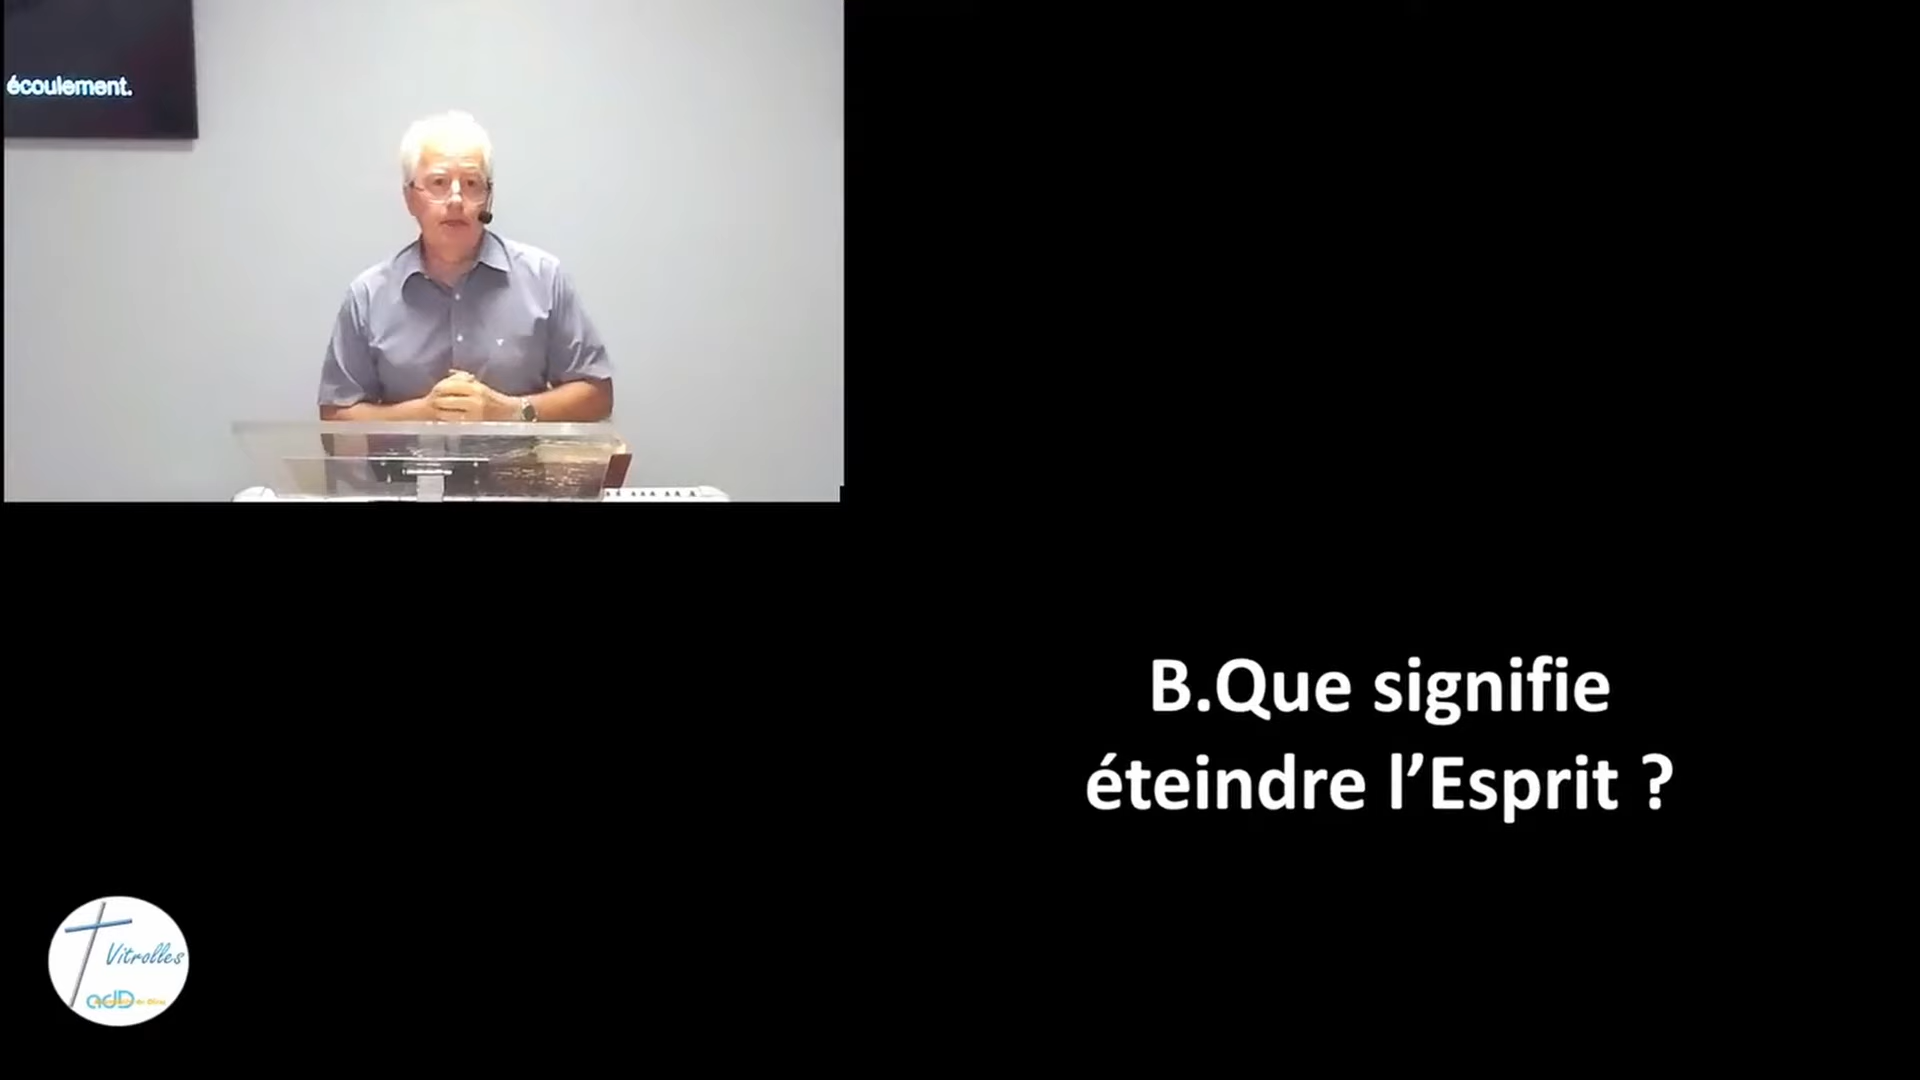 écoulement.
B.Que signifie
éteindre l’Esprit ?
Vitrolles
adD